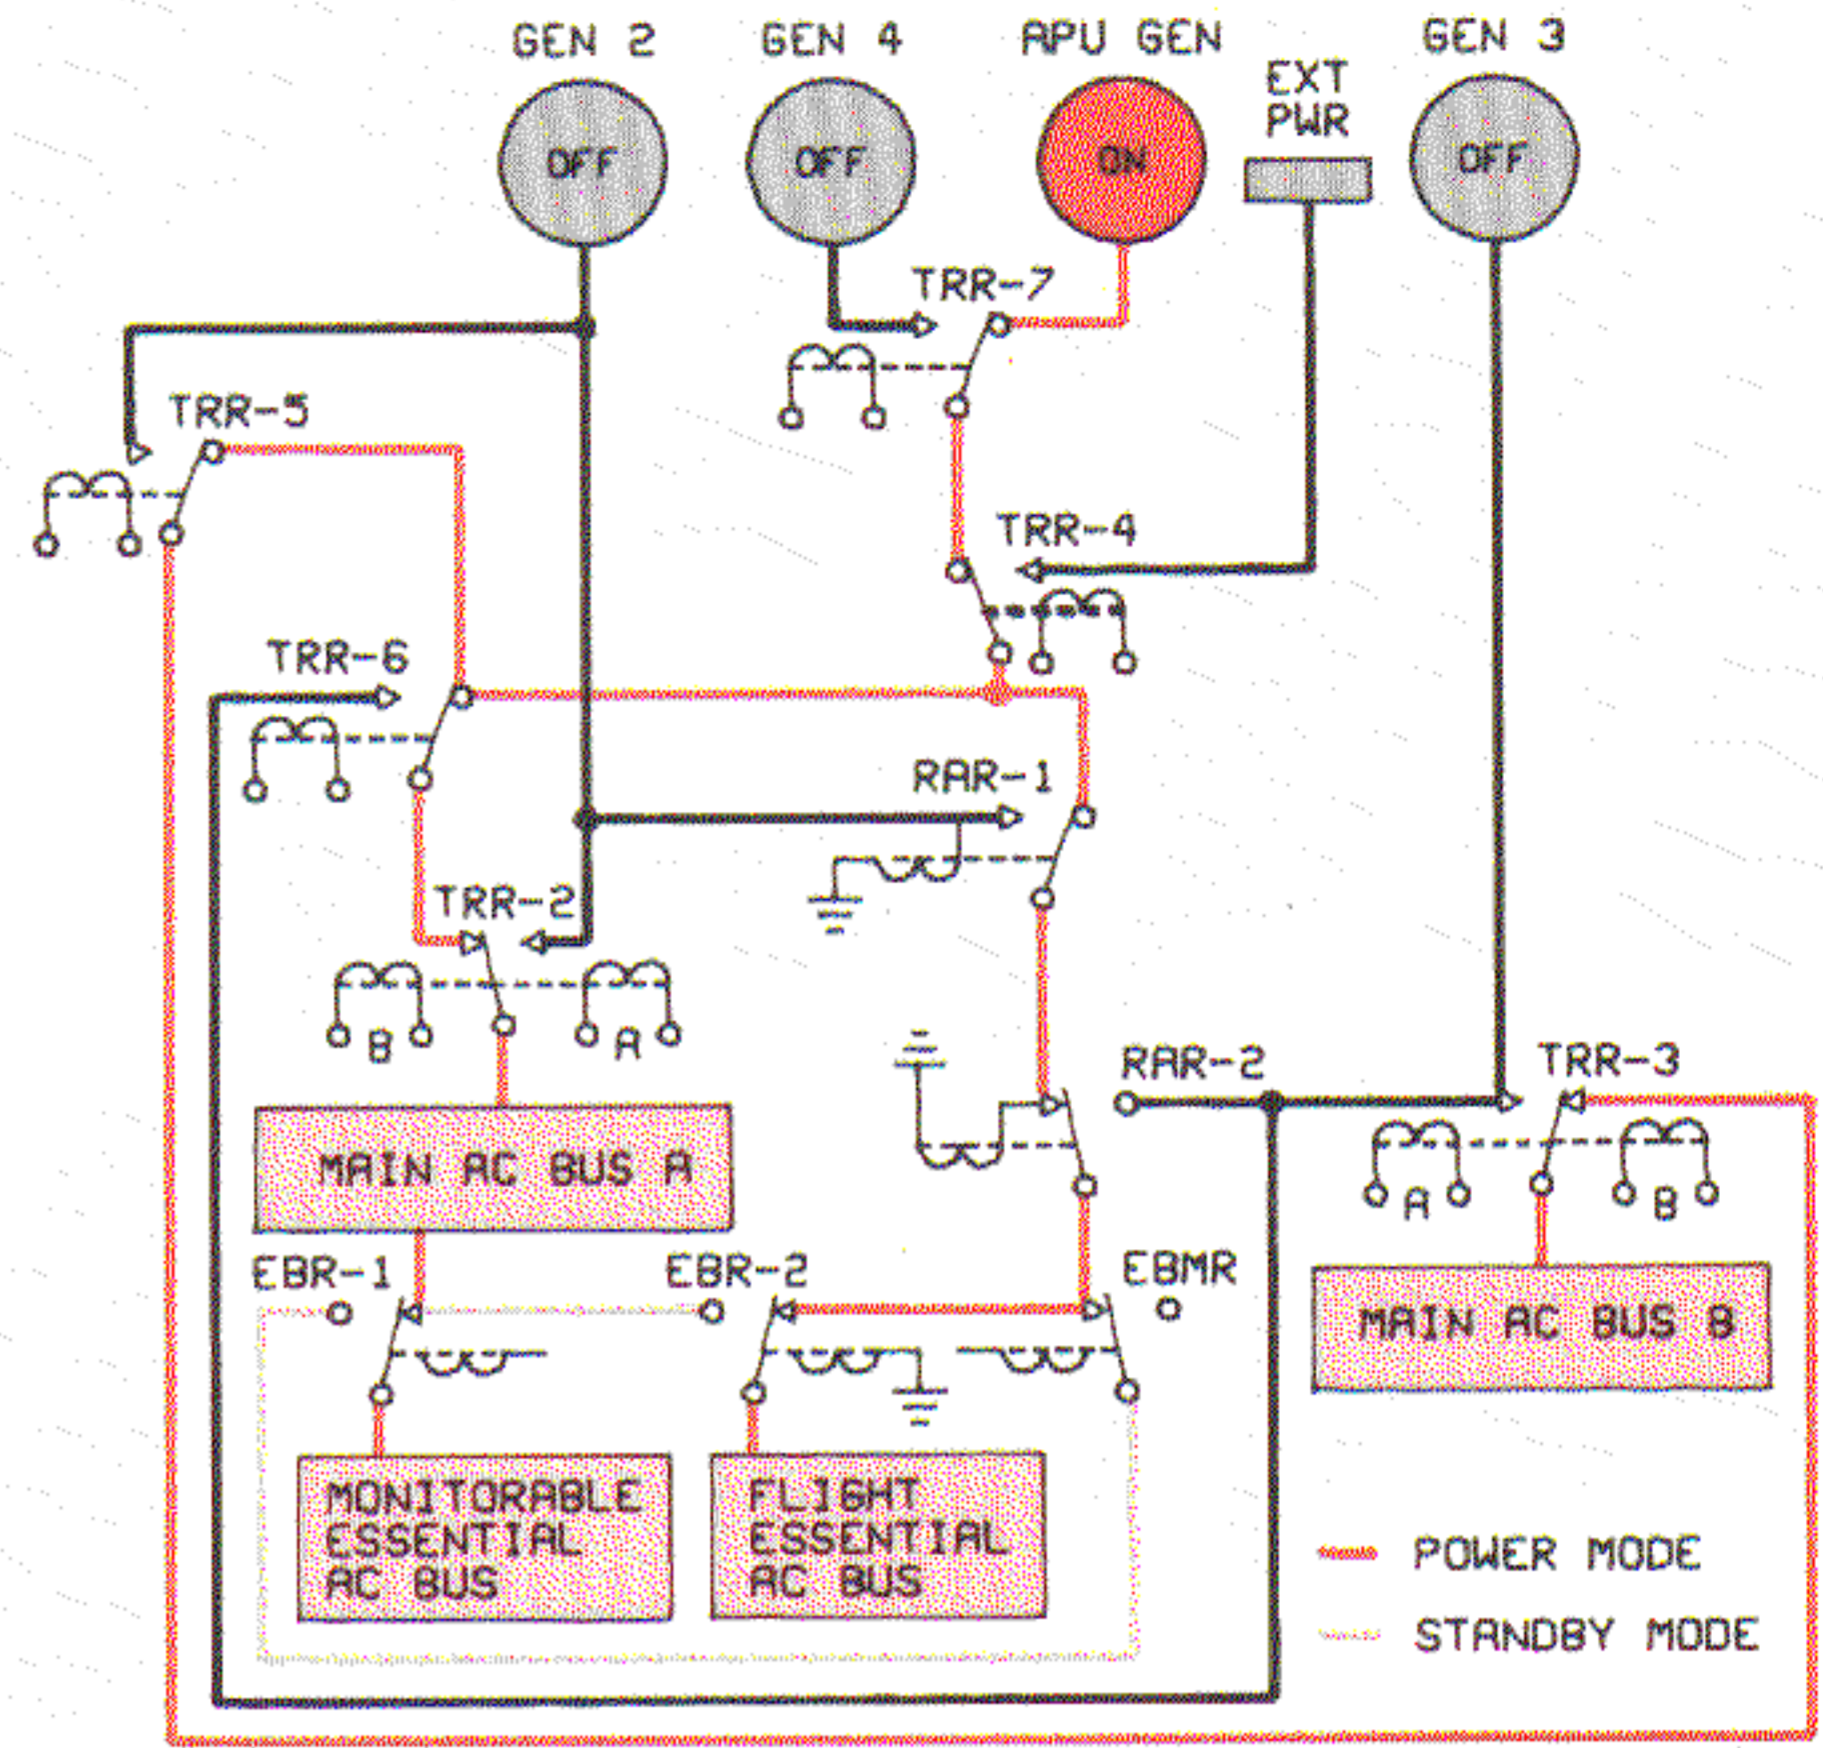 GEN 2
GEN 4
APU GEN
EXT
PWR
GEN 3
OFF
OFF
ON
OFF
TRR-7
TRR-5
TRR-4
TRR-6
RAR-1
TRR-2
B
A
RAR-2
TRR-3
A
B
MAIN AC BUS A
EBR-1
EBR-2
EBMR
MAIN AC BUS B
MONITORABLE
ESSENTIAL
AC BUS
FLIGHT
ESSENTIAL
AC BUS
POWER MODE
STANDBY MODE